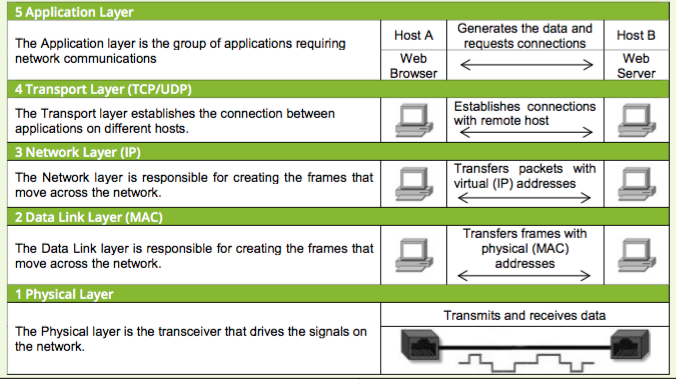 5 Application Layer
The Application layer is the group of applications requiring
network communications
Host A
Generates the data and
requests connections
Host B
Web
Browser
Web
Server
4 Transport Layer (TCP/UDP)
The Transport layer establishes the connection between
applications on different hosts.
Establishes connections
with remote host
3 Network Layer (IP)
The Network layer is responsible for creating the frames that
move across the network.
Transfers packets with
virtual (IP) addresses
2 Data Link Layer (MAC)
The Data Link layer is responsible for creating the frames that
move across the network.
Transfers frames with
physical (MAC)
addresses
1 Physical Layer
The Physical layer is the transceiver that drives the signals on
the network.
Transmits and receives data